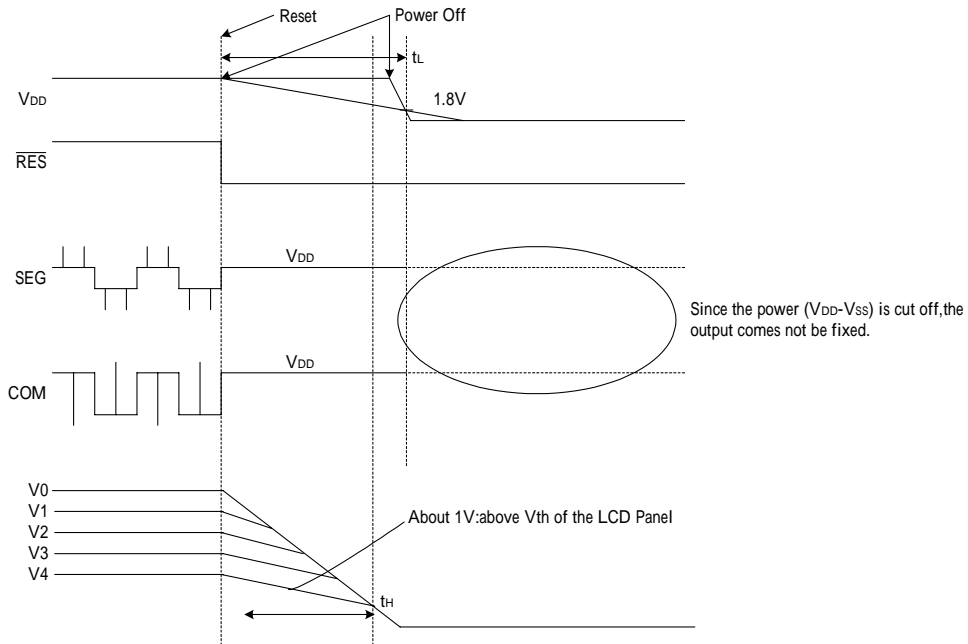 Reset
Power Off
tL
VDD
1.8V
RES
VDD
SEG
Since the power (VDD-VSS) is cut off,the
output comes not be fixed.
VDD
COM
V0
V1
About 1V:above Vth of the LCD Panel
V2
V3
V4
tH